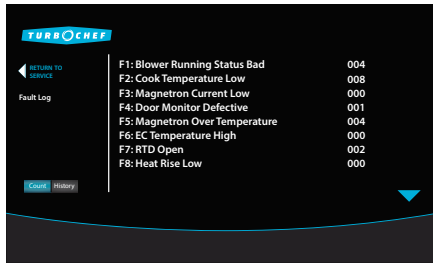 TURBOCHEF
RETURN TO
SERVICE
Fault Log
F1: Blower Running Status Bad 004
F2: Cook Temperature Low 008
F3: Magnetron Current Low 000
F4: Door Monitor Defective 001
F5: Magnetron Over Temperature 004
F6: EC Temperature High 000
F7: RTD Open 002
F8: Heat Rise Low 000
Count History